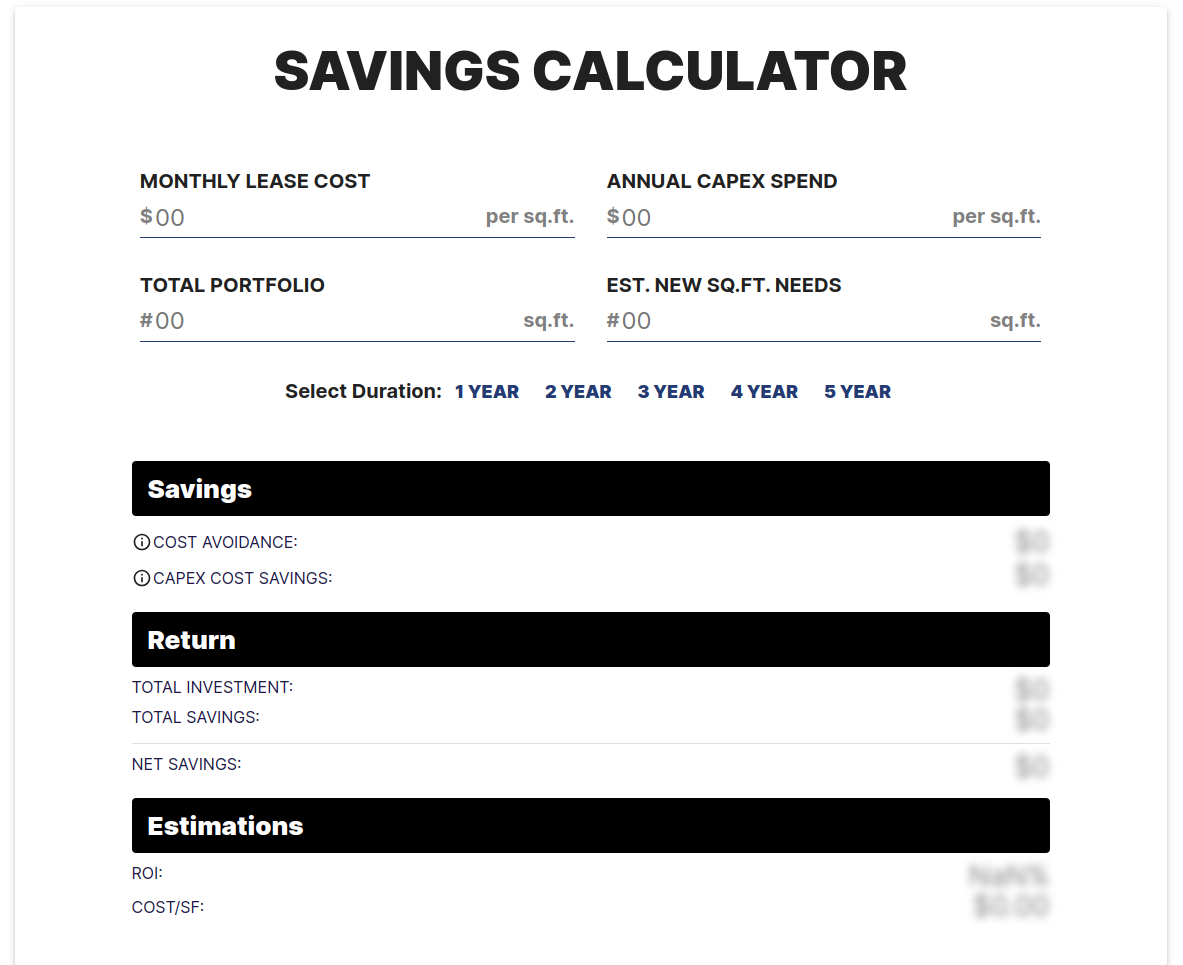 SAVINGS CALCULATOR
MONTHLY LEASE COST
$00 per sq.ft.
ANNUAL CAPEX SPEND
$00 per sq.ft.
TOTAL PORTFOLIO
#00 sq.ft.
EST. NEW SQ.FT. NEEDS
#00 sq.ft.
Select Duration: 1 YEAR 2 YEAR 3 YEAR 4 YEAR 5 YEAR
Savings
COST AVOIDANCE: $0
CAPEX COST SAVINGS: $0
Return
TOTAL INVESTMENT: $0
TOTAL SAVINGS: $0
NET SAVINGS: $0
Estimations
ROI: NaN%
COST/SF: $0.00